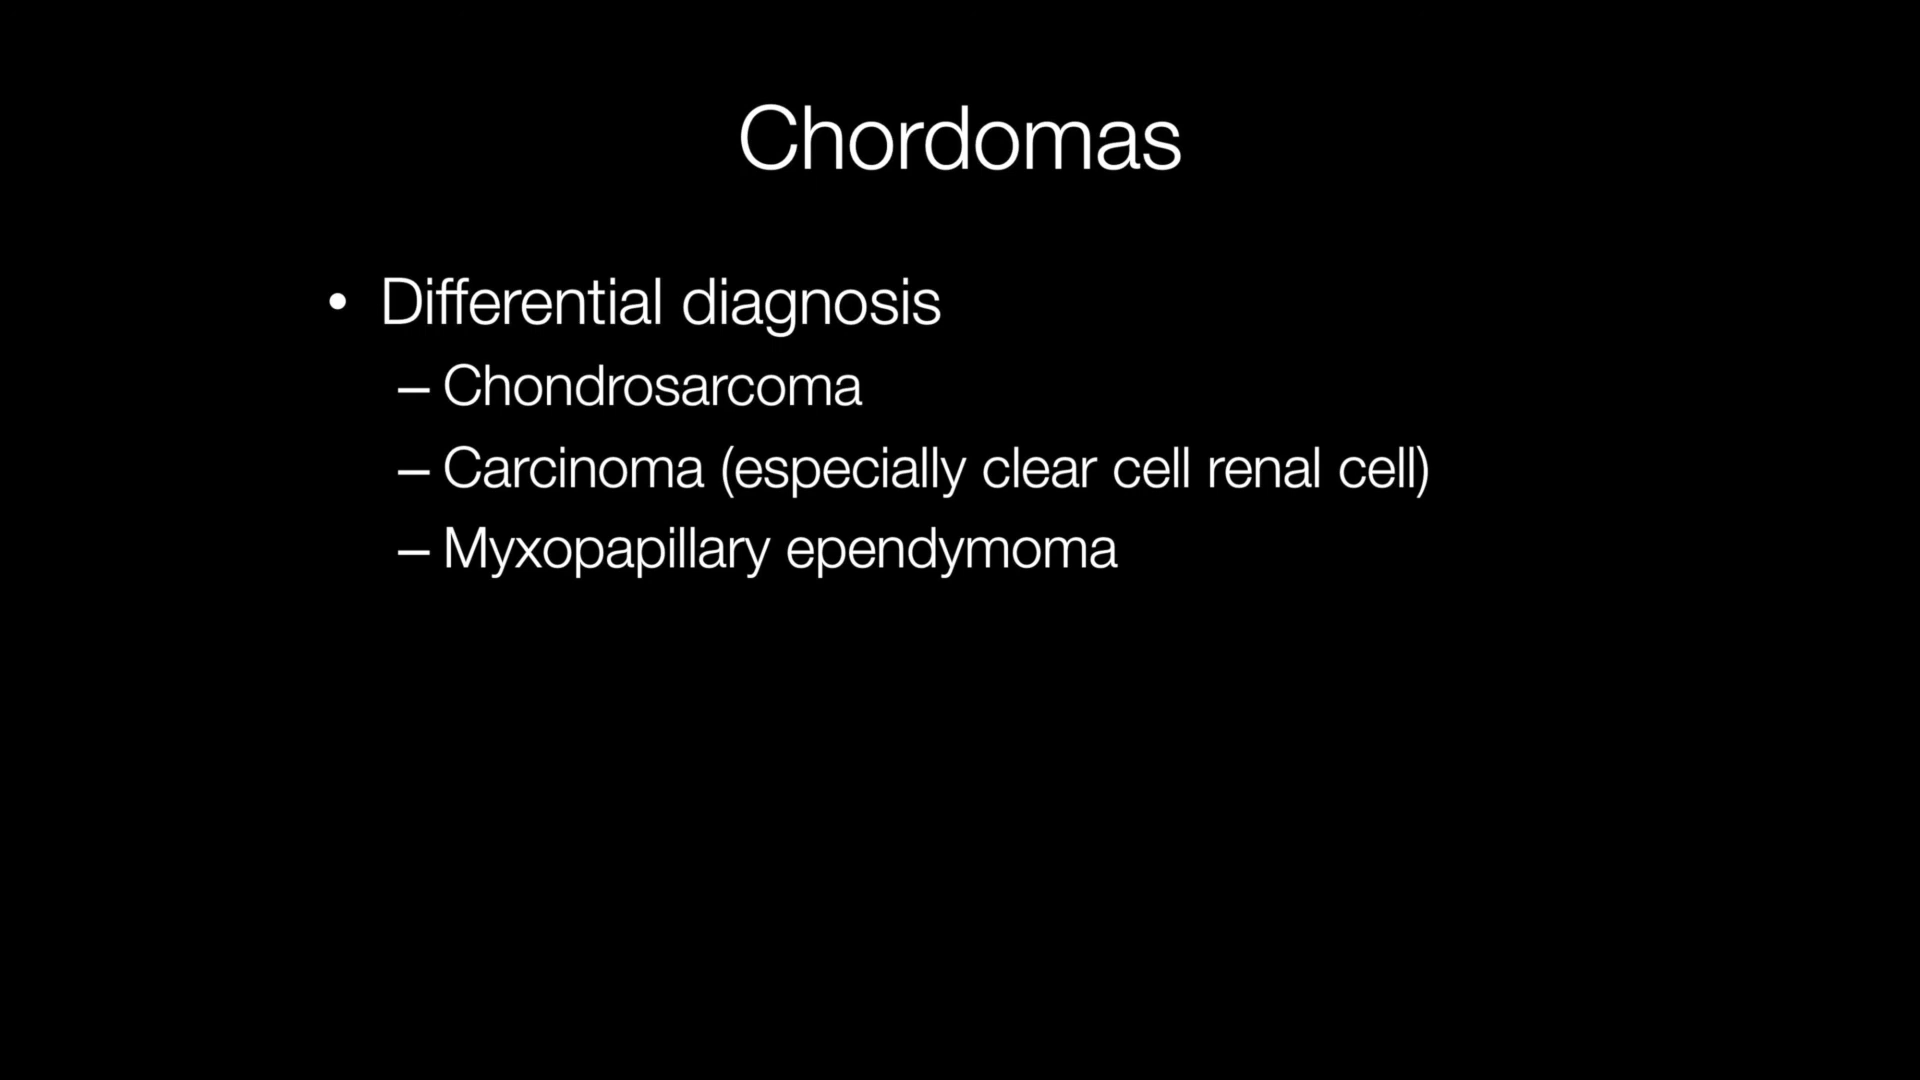 Chordomas
• Differential diagnosis
– Chondrosarcoma
– Carcinoma (especially clear cell renal cell)
– Myxopapillary ependymoma